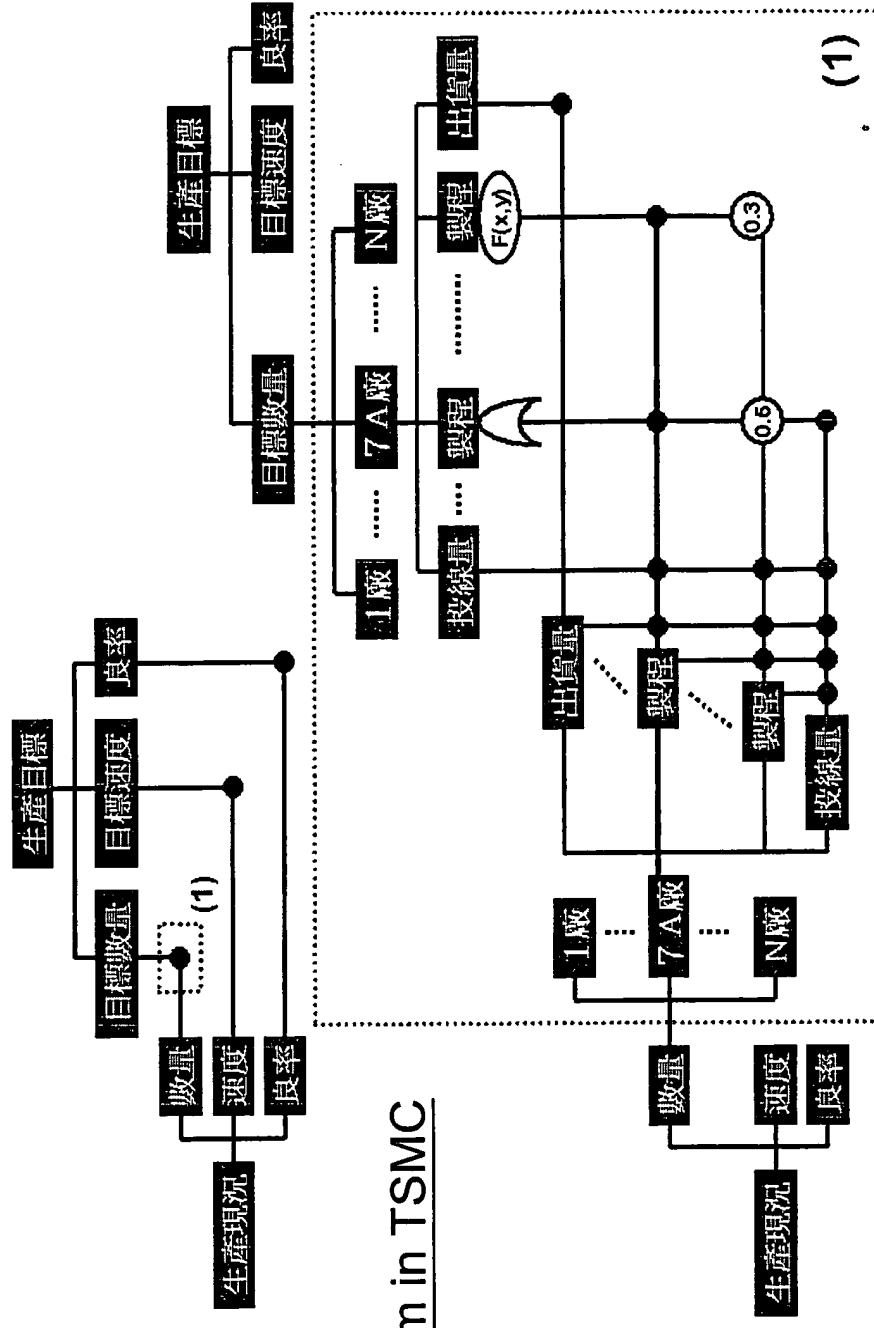 生產目標
目標數量 目標速度 良率
(1)
數量
速度
良率
生產現況
m in TSMC
生產目標
目標數量 目標速度 良率
1廠 ...... 7A廠 ...... N廠
投線量 .... 製程 .......... 製程 出貨量
F(x,y)
出貨量
製程
製程
投線量
0.5
0.3
1廠
7A廠
N廠
數量
速度
良率
生產現況
(1)